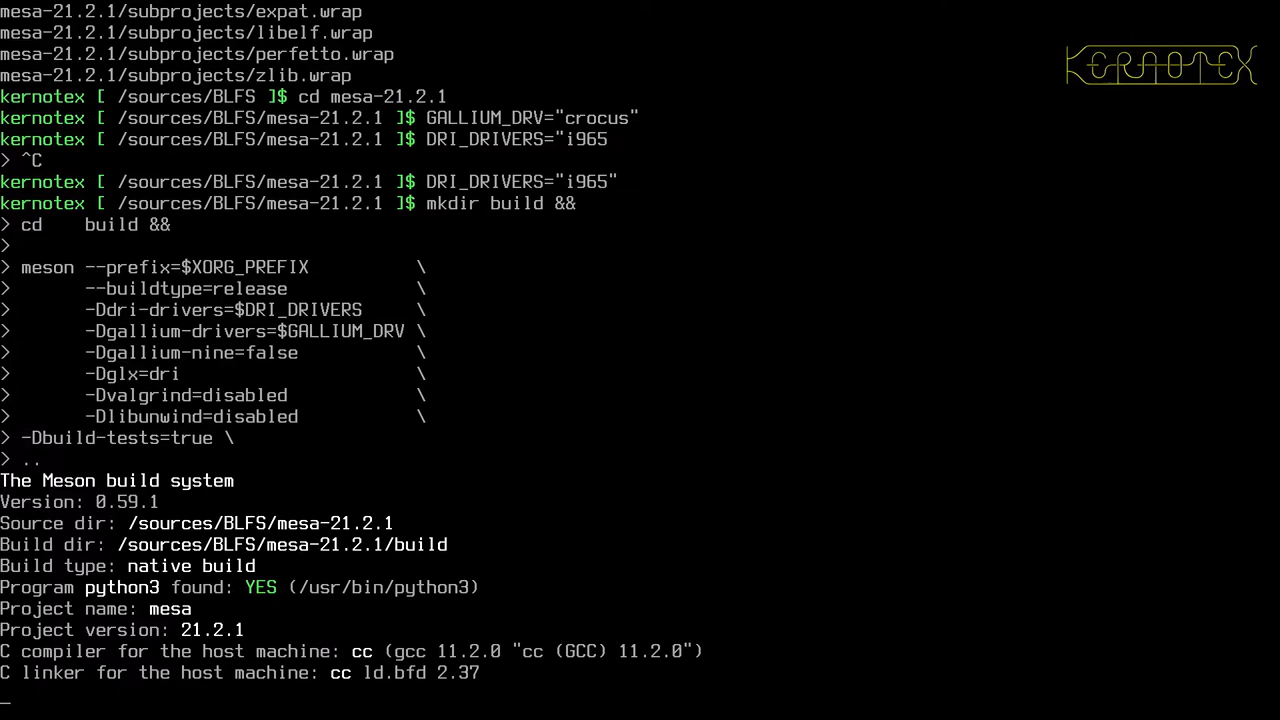 mesa-21.2.1/subprojects/expat.wrap
mesa-21.2.1/subprojects/libelf.wrap
mesa-21.2.1/subprojects/perfetto.wrap
mesa-21.2.1/subprojects/zlib.wrap
KERNOTEX
kernotex [ /sources/BLFS ]$ cd mesa-21.2.1
kernotex [ /sources/BLFS/mesa-21.2.1 ]$ GALLIUM_DRV="crocus"
kernotex [ /sources/BLFS/mesa-21.2.1 ]$ DRI_DRIVERS="i965
> ^C
kernotex [ /sources/BLFS/mesa-21.2.1 ]$ DRI_DRIVERS="i965"
kernotex [ /sources/BLFS/mesa-21.2.1 ]$ mkdir build &&
> cd    build &&
>
> meson --prefix=$XORG_PREFIX          \
>       --buildtype=release            \
>       -Ddri-drivers=$DRI_DRIVERS     \
>       -Dgallium-drivers=$GALLIUM_DRV \
>       -Dgallium-nine=false           \
>       -Dglx=dri                      \
>       -Dvalgrind=disabled            \
>       -Dlibunwind=disabled           \
> -Dbuild-tests=true \
> ..
The Meson build system
Version: 0.59.1
Source dir: /sources/BLFS/mesa-21.2.1
Build dir: /sources/BLFS/mesa-21.2.1/build
Build type: native build
Program python3 found: YES (/usr/bin/python3)
Project name: mesa
Project version: 21.2.1
C compiler for the host machine: cc (gcc 11.2.0 "cc (GCC) 11.2.0")
C linker for the host machine: cc ld.bfd 2.37